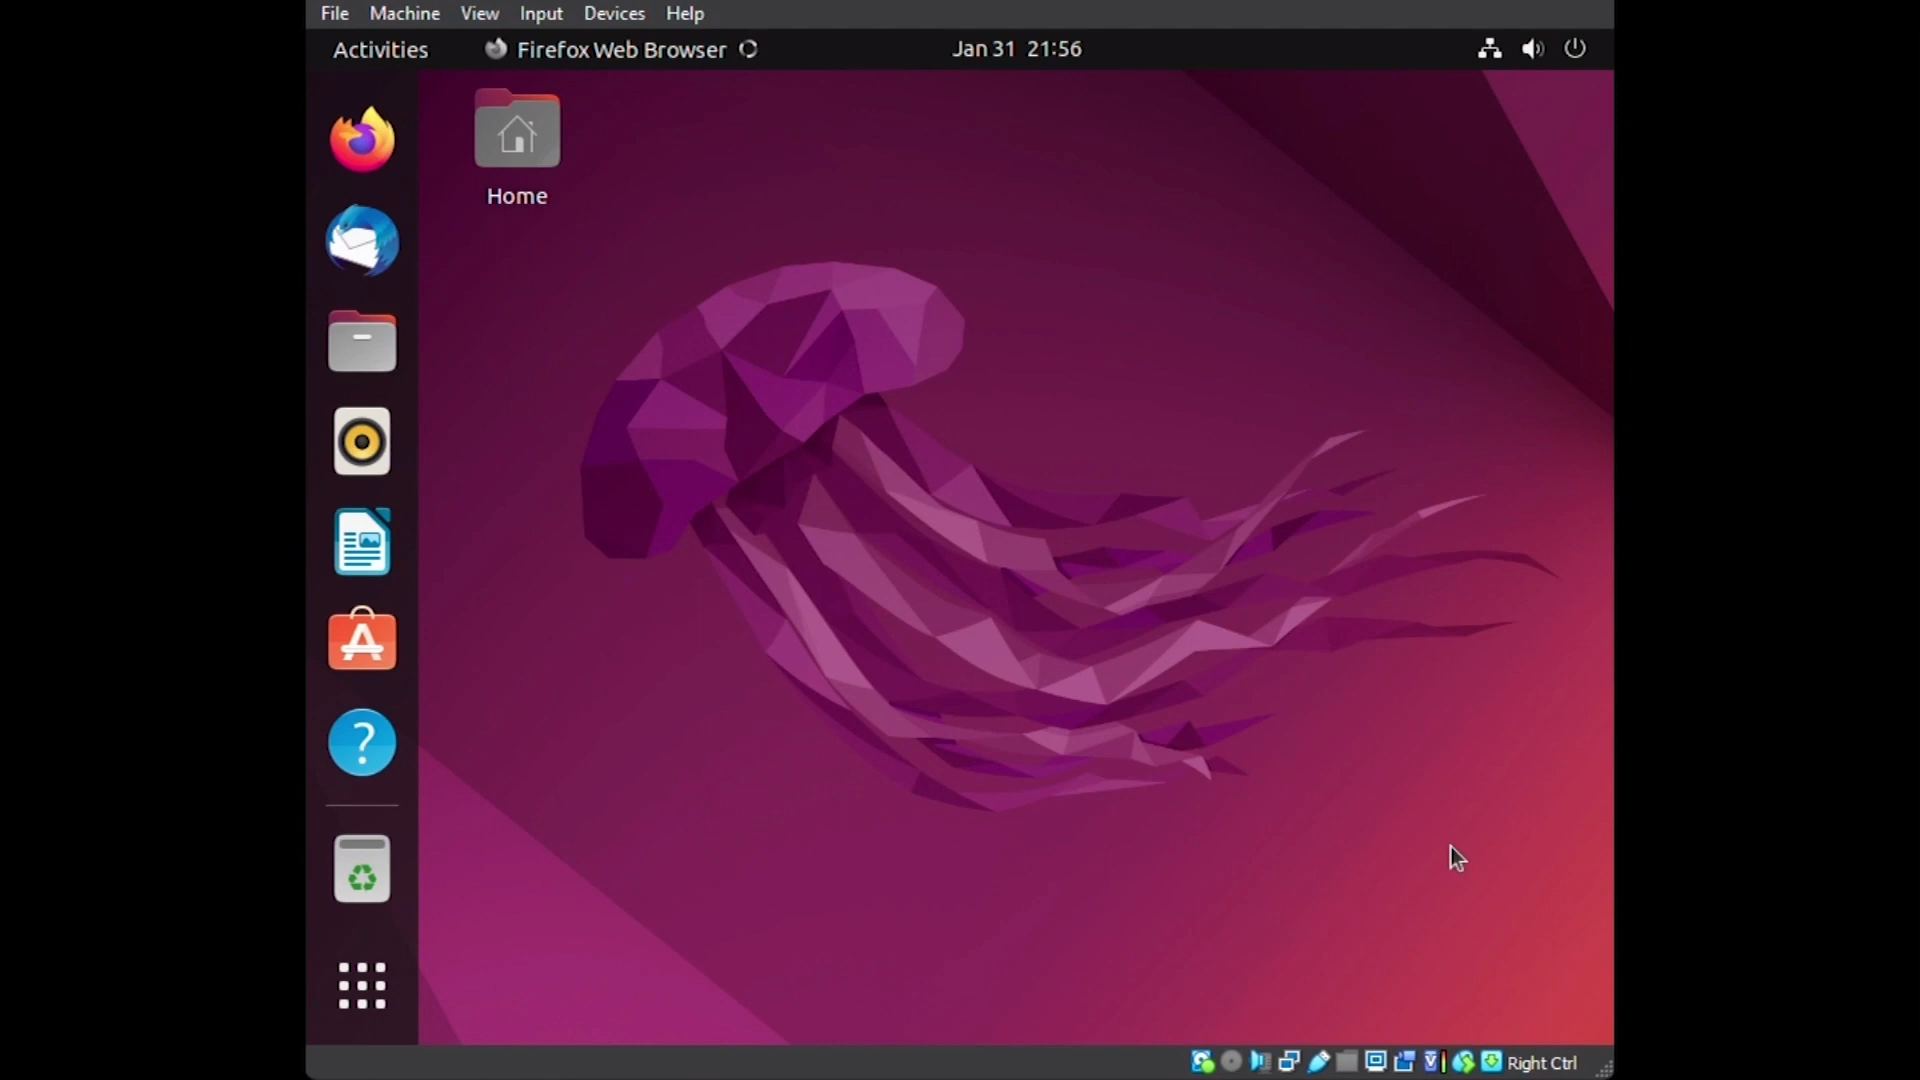 File Machine View Input Devices Help
Activities Firefox Web Browser Jan 31 21:56
Home
Right Ctrl